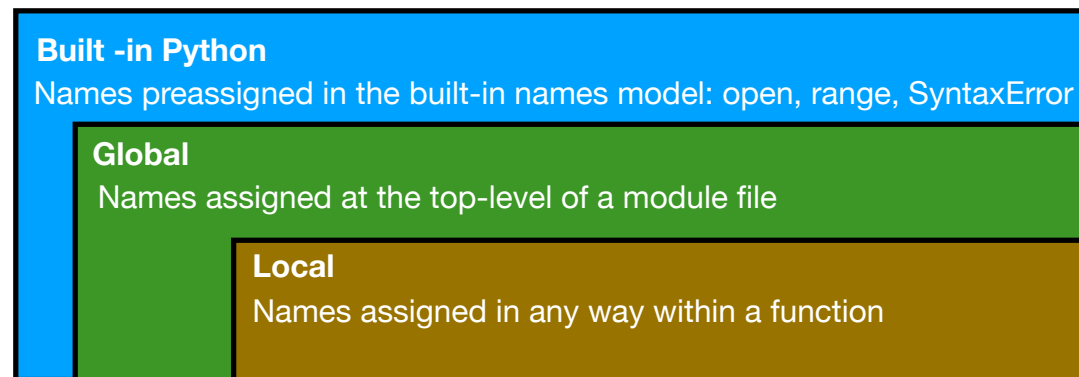 Built -in Python
Names preassigned in the built-in names model: open, range, SyntaxError
Global
Names assigned at the top-level of a module file
Local
Names assigned in any way within a function